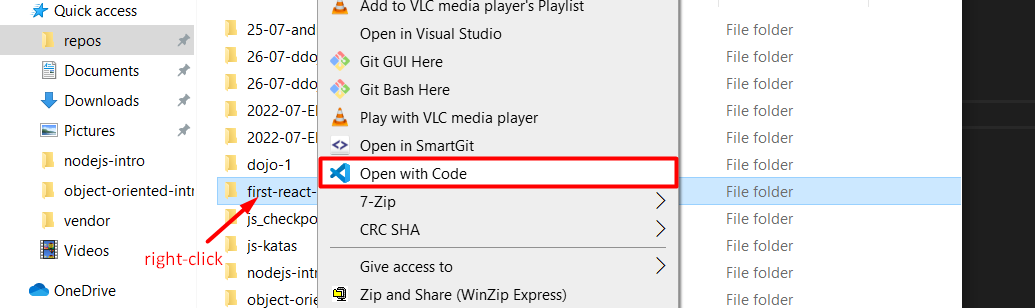 Quick access
repos
Documents
Downloads
Pictures
nodejs-intro
object-oriented-int
vendor
Videos
OneDrive
25-07-and
26-07-ddo
26-07-ddo
2022-07-El
2022-07-El
dojo-1
first-react-
js_checkpo
js-katas
nodejs-intr
object-orien
right-click
Add to VLC media player's Playlist
Open in Visual Studio
Git GUI Here
Git Bash Here
Play with VLC media player
Open in SmartGit
Open with Code
7-Zip
CRC SHA
Give access to
Zip and Share (WinZip Express)
File folder
File folder
File folder
File folder
File folder
File folder
File folder
File folder
File folder
File folder
File folder